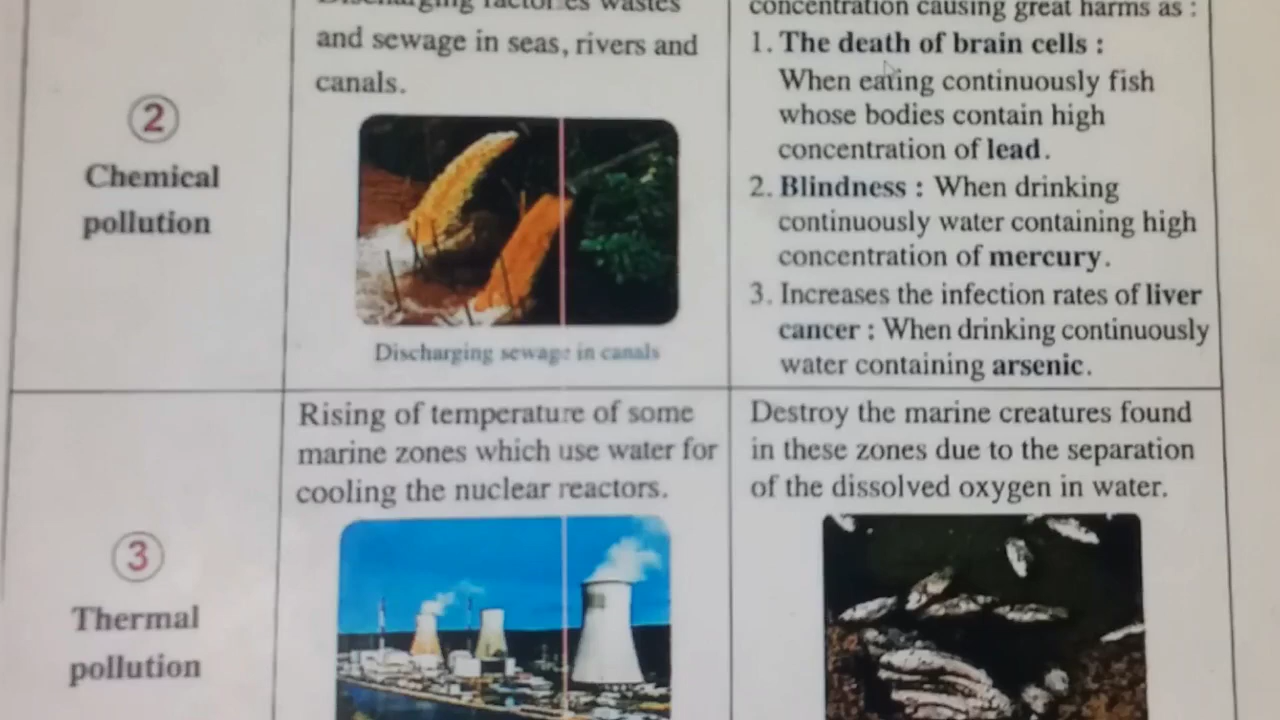 2
Chemical
pollution
Discharging factories wastes
and sewage in seas, rivers and
canals.
Discharging sewage in canals
concentration causing great harms as :
1. The death of brain cells :
When eating continuously fish
whose bodies contain high
concentration of lead.
2. Blindness : When drinking
continuously water containing high
concentration of mercury.
3. Increases the infection rates of liver
cancer : When drinking continuously
water containing arsenic.
3
Thermal
pollution
Rising of temperature of some
marine zones which use water for
cooling the nuclear reactors.
Destroy the marine creatures found
in these zones due to the separation
of the dissolved oxygen in water.